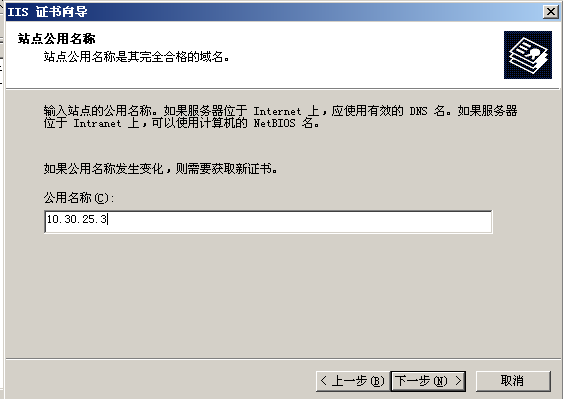 IIS 证书向导
站点公用名称
站点公用名称是其完全合格的域名。
输入站点的公用名称。如果服务器位于 Internet 上，应使用有效的 DNS 名。如果服务器
位于 Intranet 上，可以使用计算机的 NetBIOS 名。
如果公用名称发生变化，则需要获取新证书。
公用名称(C):
10.30.25.3
< 上一步(B) 下一步(N) > 取消